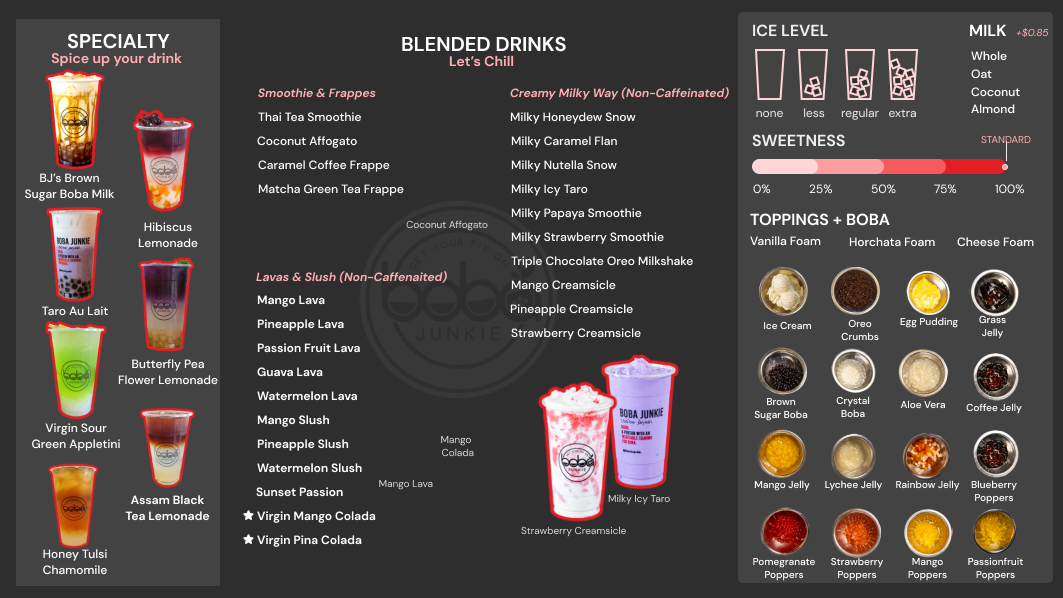 SPECIALTY
Spice up your drink
BJ's Brown
Sugar Boba Milk
Hibiscus
Lemonade
BOBA JUNKIE
Taro Au Lait
Butterfly Pea
Flower Lemonade
Virgin Sour
Green Appletini
Assam Black
Tea Lemonade
Honey Tulsi
Chamomile
BLENDED DRINKS
Let's Chill
Smoothie & Frappes
Thai Tea Smoothie
Coconut Affogato
Caramel Coffee Frappe
Matcha Green Tea Frappe
Coconut Affogato
Lavas & Slush (Non-Caffenaited)
Mango Lava
Pineapple Lava
Passion Fruit Lava
Guava Lava
Watermelon Lava
Mango Slush
Pineapple Slush
Watermelon Slush
Sunset Passion
Virgin Mango Colada
Virgin Pina Colada
Mango
Colada
Mango Lava
boba
JUNKIE
Creamy Milky Way (Non-Caffeinated)
Milky Honeydew Snow
Milky Caramel Flan
Milky Nutella Snow
Milky Icy Taro
Milky Papaya Smoothie
Milky Strawberry Smoothie
Triple Chocolate Oreo Milkshake
Mango Creamsicle
Pineapple Creamsicle
Strawberry Creamsicle
boba
BOBA JUNKIE
Milky Icy Taro
Strawberry Creamsicle
ICE LEVEL
none less regular extra
MILK +$0.85
Whole
Oat
Coconut
Almond
SWEETNESS
STANDARD
0% 25% 50% 75% 100%
TOPPINGS + BOBA
Vanilla Foam Horchata Foam Cheese Foam
Ice Cream
Oreo
Crumbs
Egg Pudding
Grass
Jelly
Brown
Sugar Boba
Crystal
Boba
Aloe Vera
Coffee Jelly
Mango Jelly
Lychee Jelly
Rainbow Jelly
Blueberry
Poppers
Pomegranate
Poppers
Strawberry
Poppers
Mango
Poppers
Passionfruit
Poppers